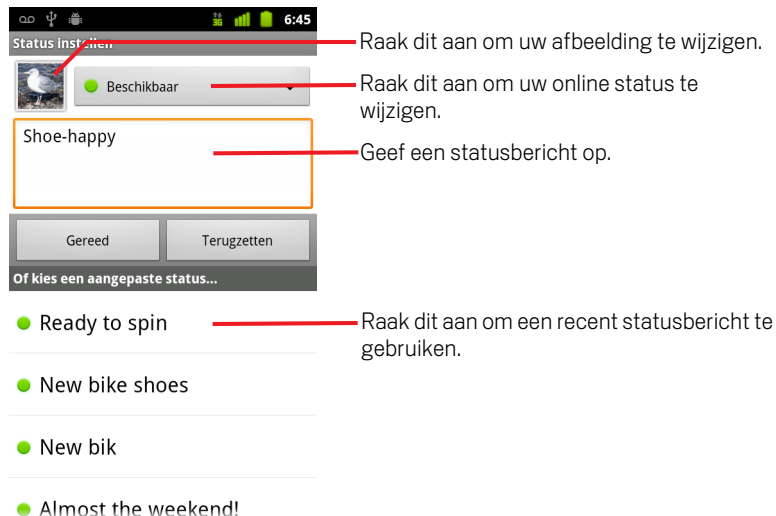 3G 6:45
Status instellen
Raak dit aan om uw afbeelding te wijzigen.
Beschikbaar
Raak dit aan om uw online status te
wijzigen.
Shoe-happy
Geef een statusbericht op.
Gereed Terugzetten
Of kies een aangepaste status...
Ready to spin
Raak dit aan om een recent statusbericht te
gebruiken.
New bike shoes
New bik
Almost the weekend!